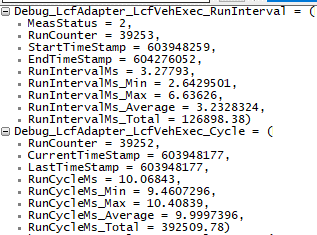 Debug_LcfAdapter_LcfVehExec_RunInterval = (
MeasStatus = 2,
RunCounter = 39253,
StartTimeStamp = 603948259,
EndTimeStamp = 604276052,
RunIntervalMs = 3.27793,
RunIntervalMs_Min = 2.6429501,
RunIntervalMs_Max = 6.63626,
RunIntervalMs_Average = 3.2328324,
RunIntervalMs_Total = 126898.38)
Debug_LcfAdapter_LcfVehExec_Cycle = (
RunCounter = 39252,
CurrentTimeStamp = 603948177,
LastTimeStamp = 603948177,
RunCycleMs = 10.06843,
RunCycleMs_Min = 9.4607296,
RunCycleMs_Max = 10.40839,
RunCycleMs_Average = 9.9997396,
RunCycleMs_Total = 392509.78)